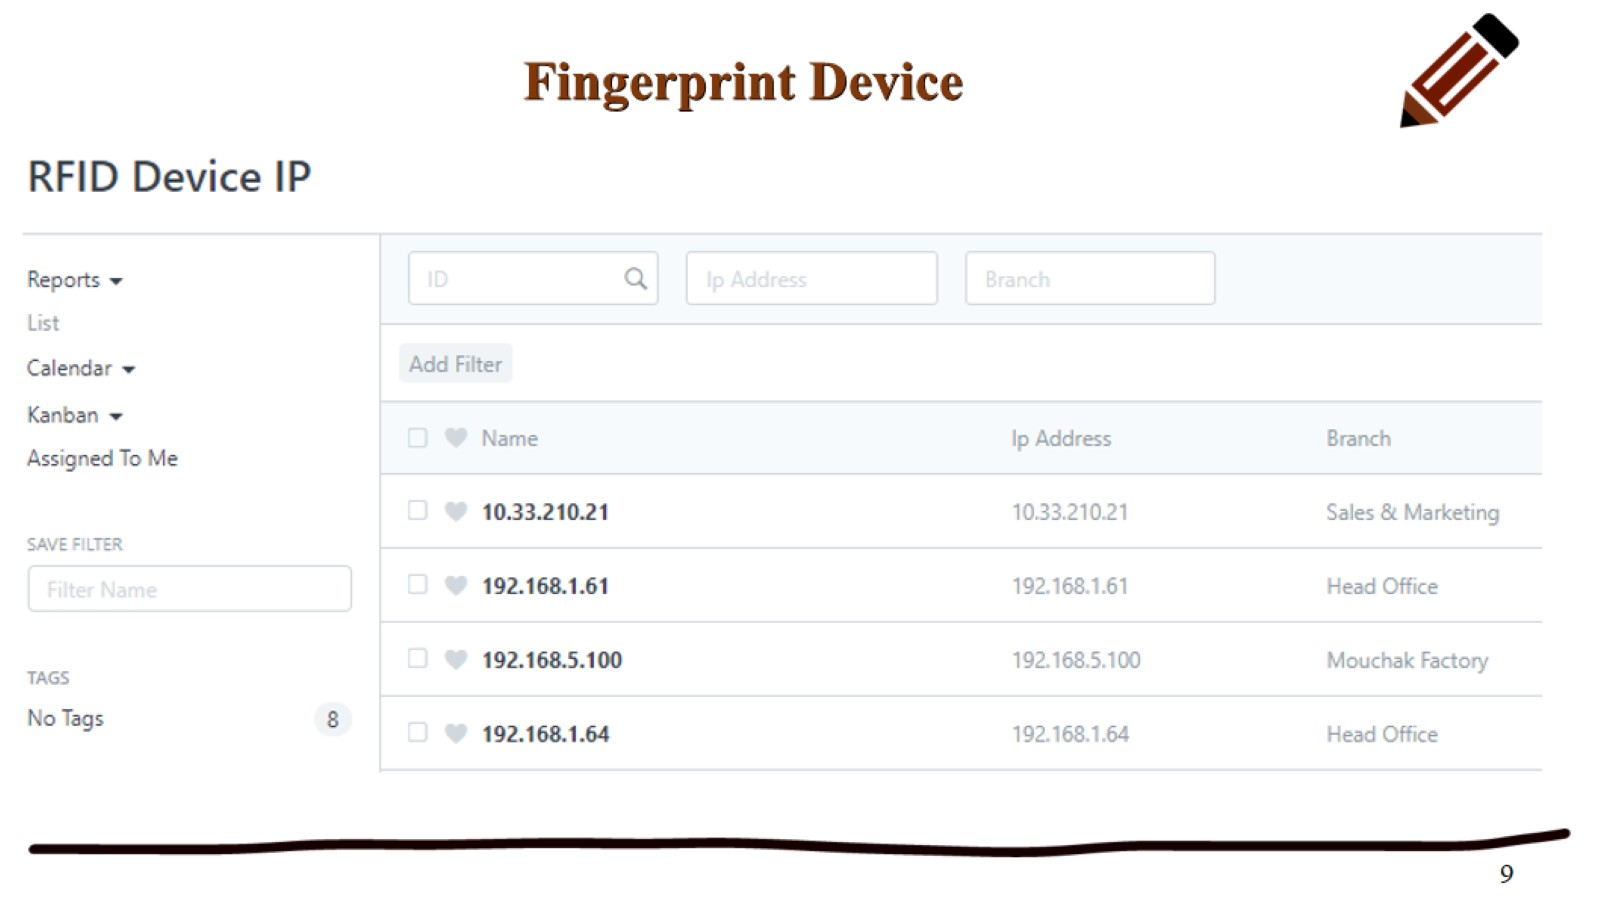 Fingerprint Device
RFID Device IP
Reports
List
Calendar
Kanban
Assigned To Me
SAVE FILTER
Filter Name
TAGS
No Tags 8
ID Ip Address Branch
Add Filter
Name Ip Address Branch
10.33.210.21 10.33.210.21 Sales & Marketing
192.168.1.61 192.168.1.61 Head Office
192.168.5.100 192.168.5.100 Mouchak Factory
192.168.1.64 192.168.1.64 Head Office
9